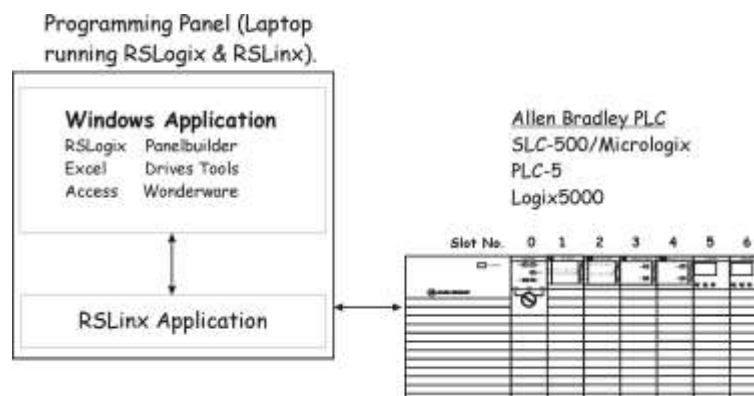 Programming Panel (Laptop
running RSLogix & RSLinx).
Windows Application
RSLogix Panelbuilder
Excel Drives Tools
Access Wonderware
RSLinx Application
Allen Bradley PLC
SLC-500/Micrologix
PLC-5
Logix5000
Slot No. 0 1 2 3 4 5 6